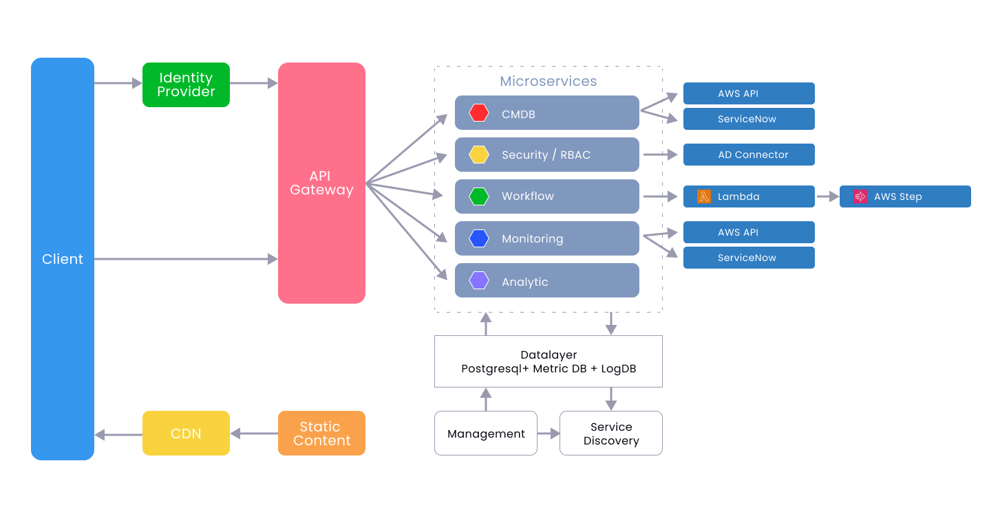 Identity
Provider
API
Gateway
Client
CDN
Static
Content
Microservices
CMDB
Security / RBAC
Workflow
Monitoring
Analytic
AWS API
ServiceNow
AD Connector
Lambda
AWS Step
AWS API
ServiceNow
Datalayer
Postgresql+ Metric DB + LogDB
Management
Service
Discovery